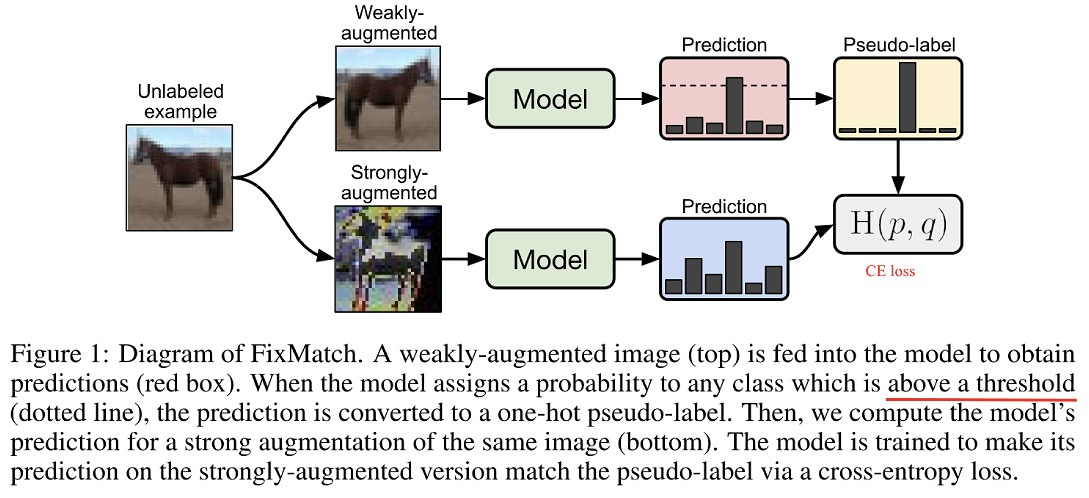 Weakly-
augmented
Unlabeled
example
Model
Prediction
Pseudo-label
Strongly-
augmented
Model
Prediction
H(p, q)
CE loss
Figure 1: Diagram of FixMatch. A weakly-augmented image (top) is fed into the model to obtain
predictions (red box). When the model assigns a probability to any class which is above a threshold
(dotted line), the prediction is converted to a one-hot pseudo-label. Then, we compute the model’s
prediction for a strong augmentation of the same image (bottom). The model is trained to make its
prediction on the strongly-augmented version match the pseudo-label via a cross-entropy loss.